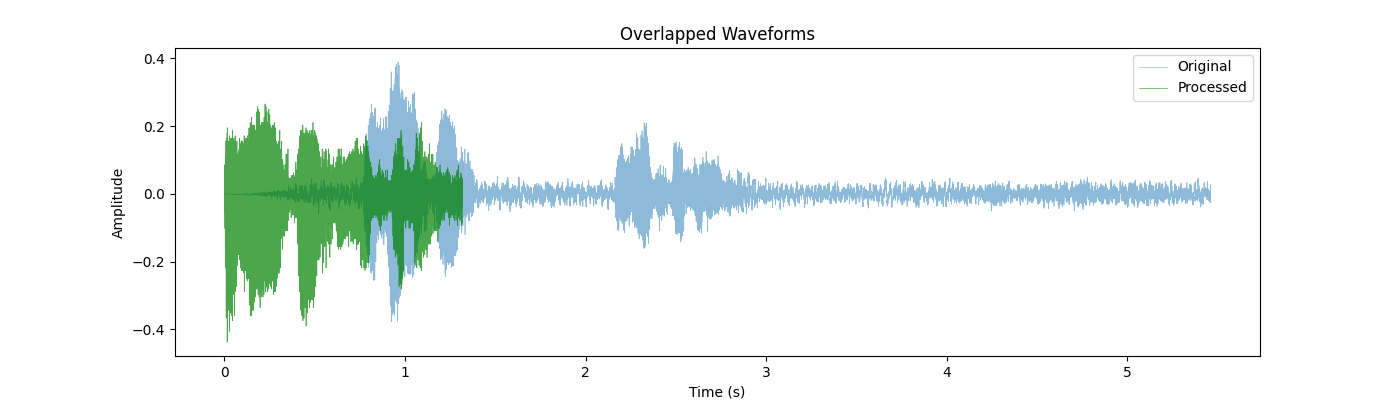 Overlapped Waveforms
Original
Processed
0.4
0.2
0.0
−0.2
−0.4
Amplitude
0
1
2
3
4
5
Time (s)